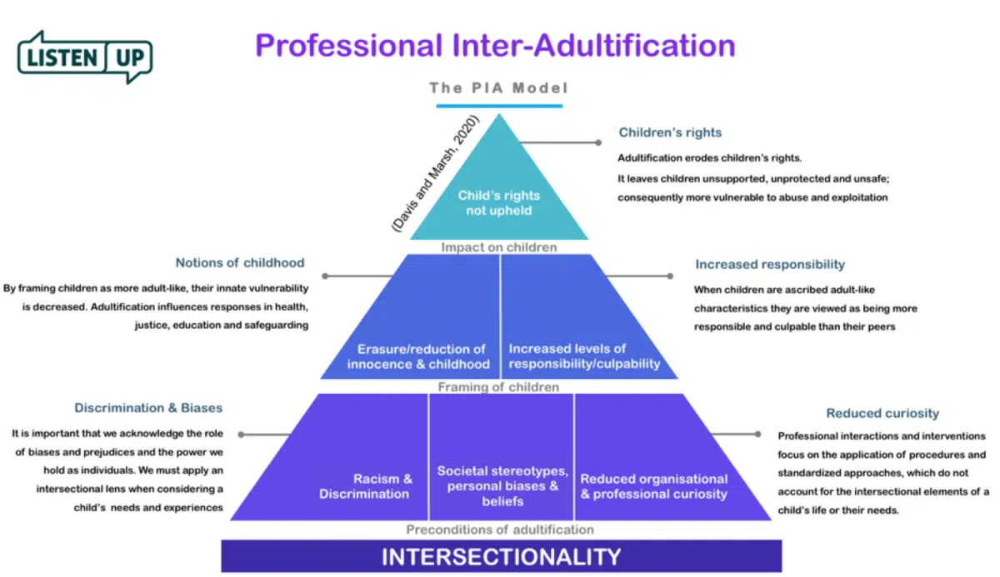 LISTEN UP
Professional Inter-Adultification
The PIA Model
(Davis and Marsh, 2020)
Children’s rights
Adultification erodes children’s rights.
It leaves children unsupported, unprotected and unsafe;
consequently more vulnerable to abuse and exploitation
Child’s rights
not upheld
Impact on children
Notions of childhood
By framing children as more adult-like, their innate vulnerability
is decreased. Adultification influences responses in health,
justice, education and safeguarding
Increased responsibility
When children are ascribed adult-like
characteristics they are viewed as being more
responsible and culpable than their peers
Erasure/reduction of
innocence & childhood
Increased levels of
responsibility/culpability
Framing of children
Discrimination & Biases
It is important that we acknowledge the role
of biases and prejudices and the power we
hold as individuals. We must apply an
intersectional lens when considering a
child’s needs and experiences
Racism &
Discrimination
Societal stereotypes,
personal biases &
beliefs
Reduced organisational
& professional curiosity
Reduced curiosity
Professional interactions and interventions
focus on the application of procedures and
standardized approaches, which do not
account for the intersectional elements of a
child’s life or their needs.
Preconditions of adultification
INTERSECTIONALITY